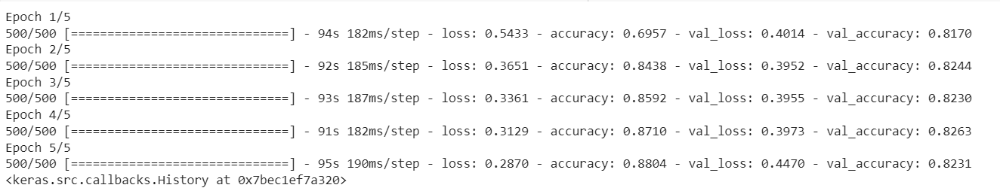 Epoch 1/5
500/500 [==============================] - 94s 182ms/step - loss: 0.5433 - accuracy: 0.6957 - val_loss: 0.4014 - val_accuracy: 0.8170
Epoch 2/5
500/500 [==============================] - 92s 185ms/step - loss: 0.3651 - accuracy: 0.8438 - val_loss: 0.3952 - val_accuracy: 0.8244
Epoch 3/5
500/500 [==============================] - 93s 187ms/step - loss: 0.3361 - accuracy: 0.8592 - val_loss: 0.3955 - val_accuracy: 0.8230
Epoch 4/5
500/500 [==============================] - 91s 182ms/step - loss: 0.3129 - accuracy: 0.8710 - val_loss: 0.3973 - val_accuracy: 0.8263
Epoch 5/5
500/500 [==============================] - 95s 190ms/step - loss: 0.2870 - accuracy: 0.8804 - val_loss: 0.4470 - val_accuracy: 0.8231
<keras.src.callbacks.History at 0x7bec1ef7a320>